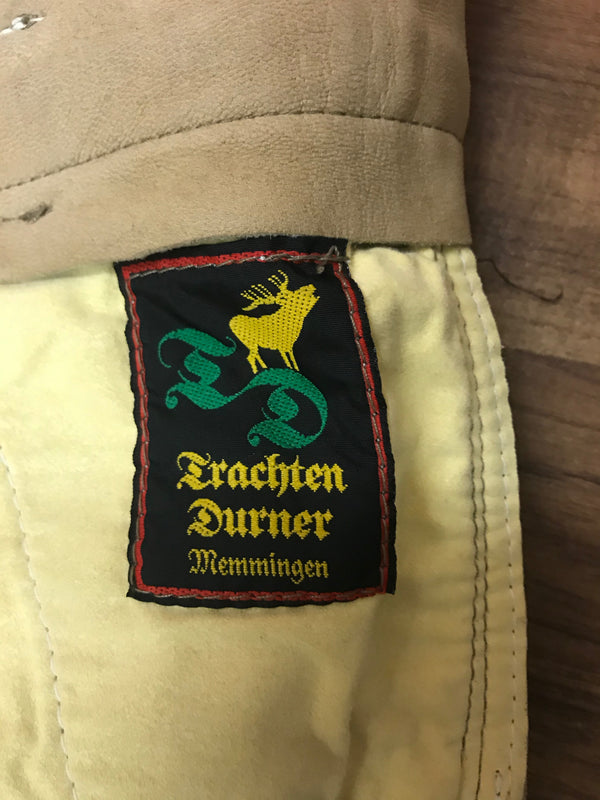 TD
Trachten
Durner
Memmingen